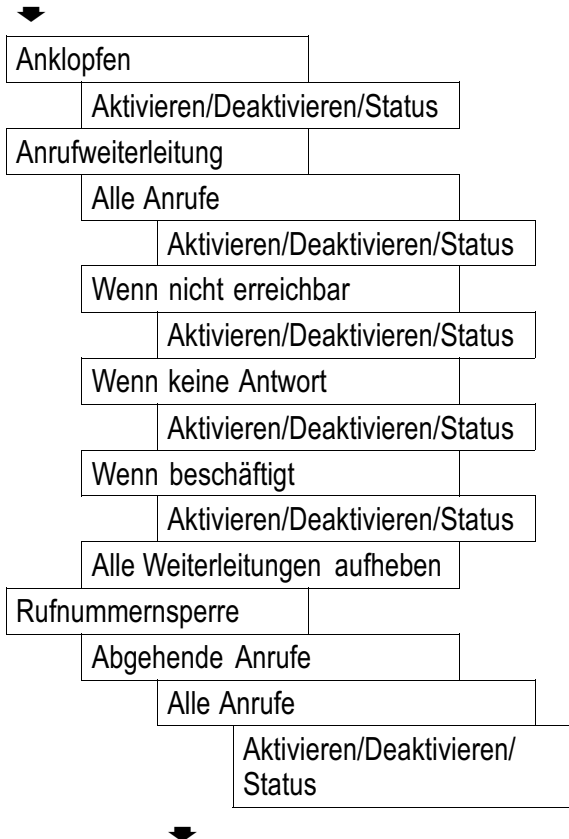 Anklopfen
Aktivieren/Deaktivieren/Status
Anrufweiterleitung
Alle Anrufe
Aktivieren/Deaktivieren/Status
Wenn nicht erreichbar
Aktivieren/Deaktivieren/Status
Wenn keine Antwort
Aktivieren/Deaktivieren/Status
Wenn beschäftigt
Aktivieren/Deaktivieren/Status
Alle Weiterleitungen aufheben
Rufnummernsperre
Abgehende Anrufe
Alle Anrufe
Aktivieren/Deaktivieren/
Status